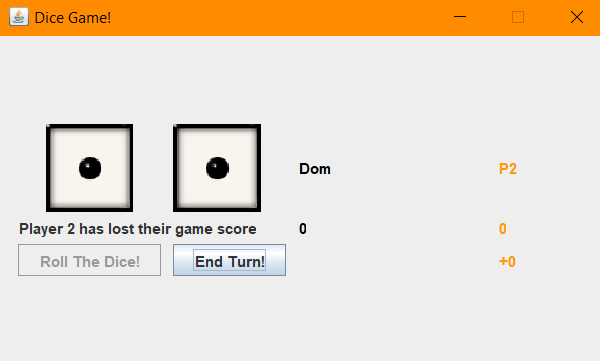 Dice Game!
Dom P2
Player 2 has lost their game score 0 0
Roll The Dice! End Turn! +0